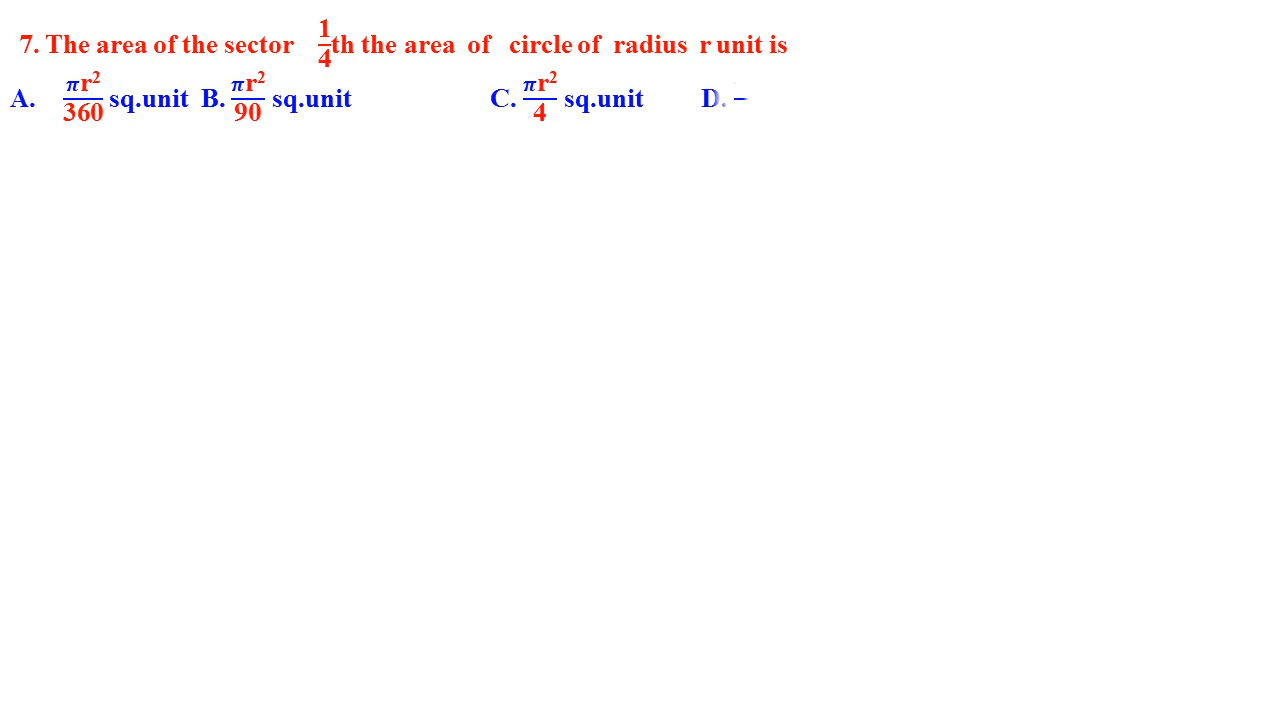 7. The area of the sector 1/4th the area of circle of radius r unit is
A. πr²/360 sq.unit B. πr²/90 sq.unit C. πr²/4 sq.unit D.